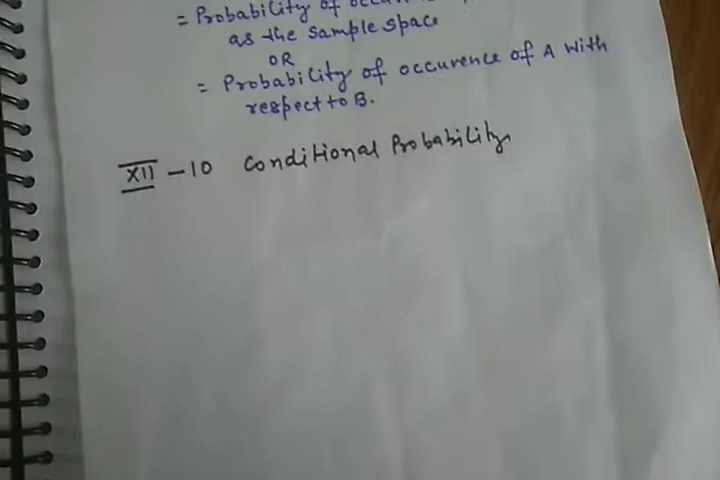 = Probability of
as the sample space
OR
= Probability of occurence of A with
respect to B.
XII - 10 Conditional Probability